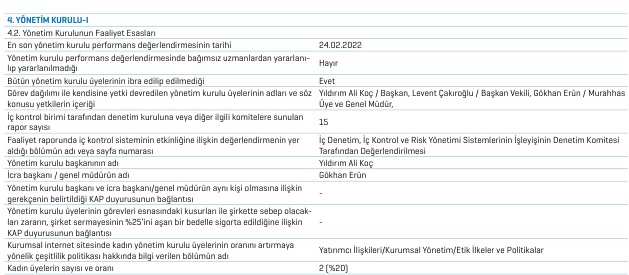 4. YÖNETİM KURULU-I
4.2. Yönetim Kurulunun Faaliyet Esasları
En son yönetim kurulu performans değerlendirmesinin tarihi 24.02.2022
Yönetim kurulu performans değerlendirmesinde bağımsız uzmanlardan yararlanı-
lıp yararlanılmadığı Hayır
Bütün yönetim kurulu üyelerinin ibra edilip edilmediği Evet
Görev dağılımı ile kendisine yetki devredilen yönetim kurulu üyelerinin adları ve söz
konusu yetkilerin içeriği
Yıldırım Ali Koç / Başkan, Levent Çakıroğlu / Başkan Vekili, Gökhan Erün / Murahhas
Üye ve Genel Müdür,
İç kontrol birimi tarafından denetim kuruluna veya diğer ilgili komitelere sunulan
rapor sayısı 15
Faaliyet raporunda iç kontrol sisteminin etkinliğine ilişkin değerlendirmenin yer
aldığı bölümün adı veya sayfa numarası
İç Denetim, İç Kontrol ve Risk Yönetimi Sistemlerinin İşleyişinin Denetim Komitesi
Tarafından Değerlendirilmesi
Yönetim kurulu başkanının adı Yıldırım Ali Koç
İcra başkanı / genel müdürün adı Gökhan Erün
Yönetim kurulu başkanı ve icra başkanı/genel müdürün aynı kişi olmasına ilişkin
gerekçenin belirtildiği KAP duyurusunun bağlantısı -
Yönetim kurulu üyelerinin görevleri esnasındaki kusurları ile şirkette sebep olacak-
ları zararın, şirket sermayesinin %25'ini aşan bir bedelle sigorta edildiğine ilişkin
KAP duyurusunun bağlantısı -
Kurumsal internet sitesinde kadın yönetim kurulu üyelerinin oranını artırmaya
yönelik çeşitlilik politikası hakkında bilgi verilen bölümün adı Yatırımcı İlişkileri/Kurumsal Yönetim/Etik İlkeler ve Politikalar
Kadın üyelerin sayısı ve oranı 2 (%20)